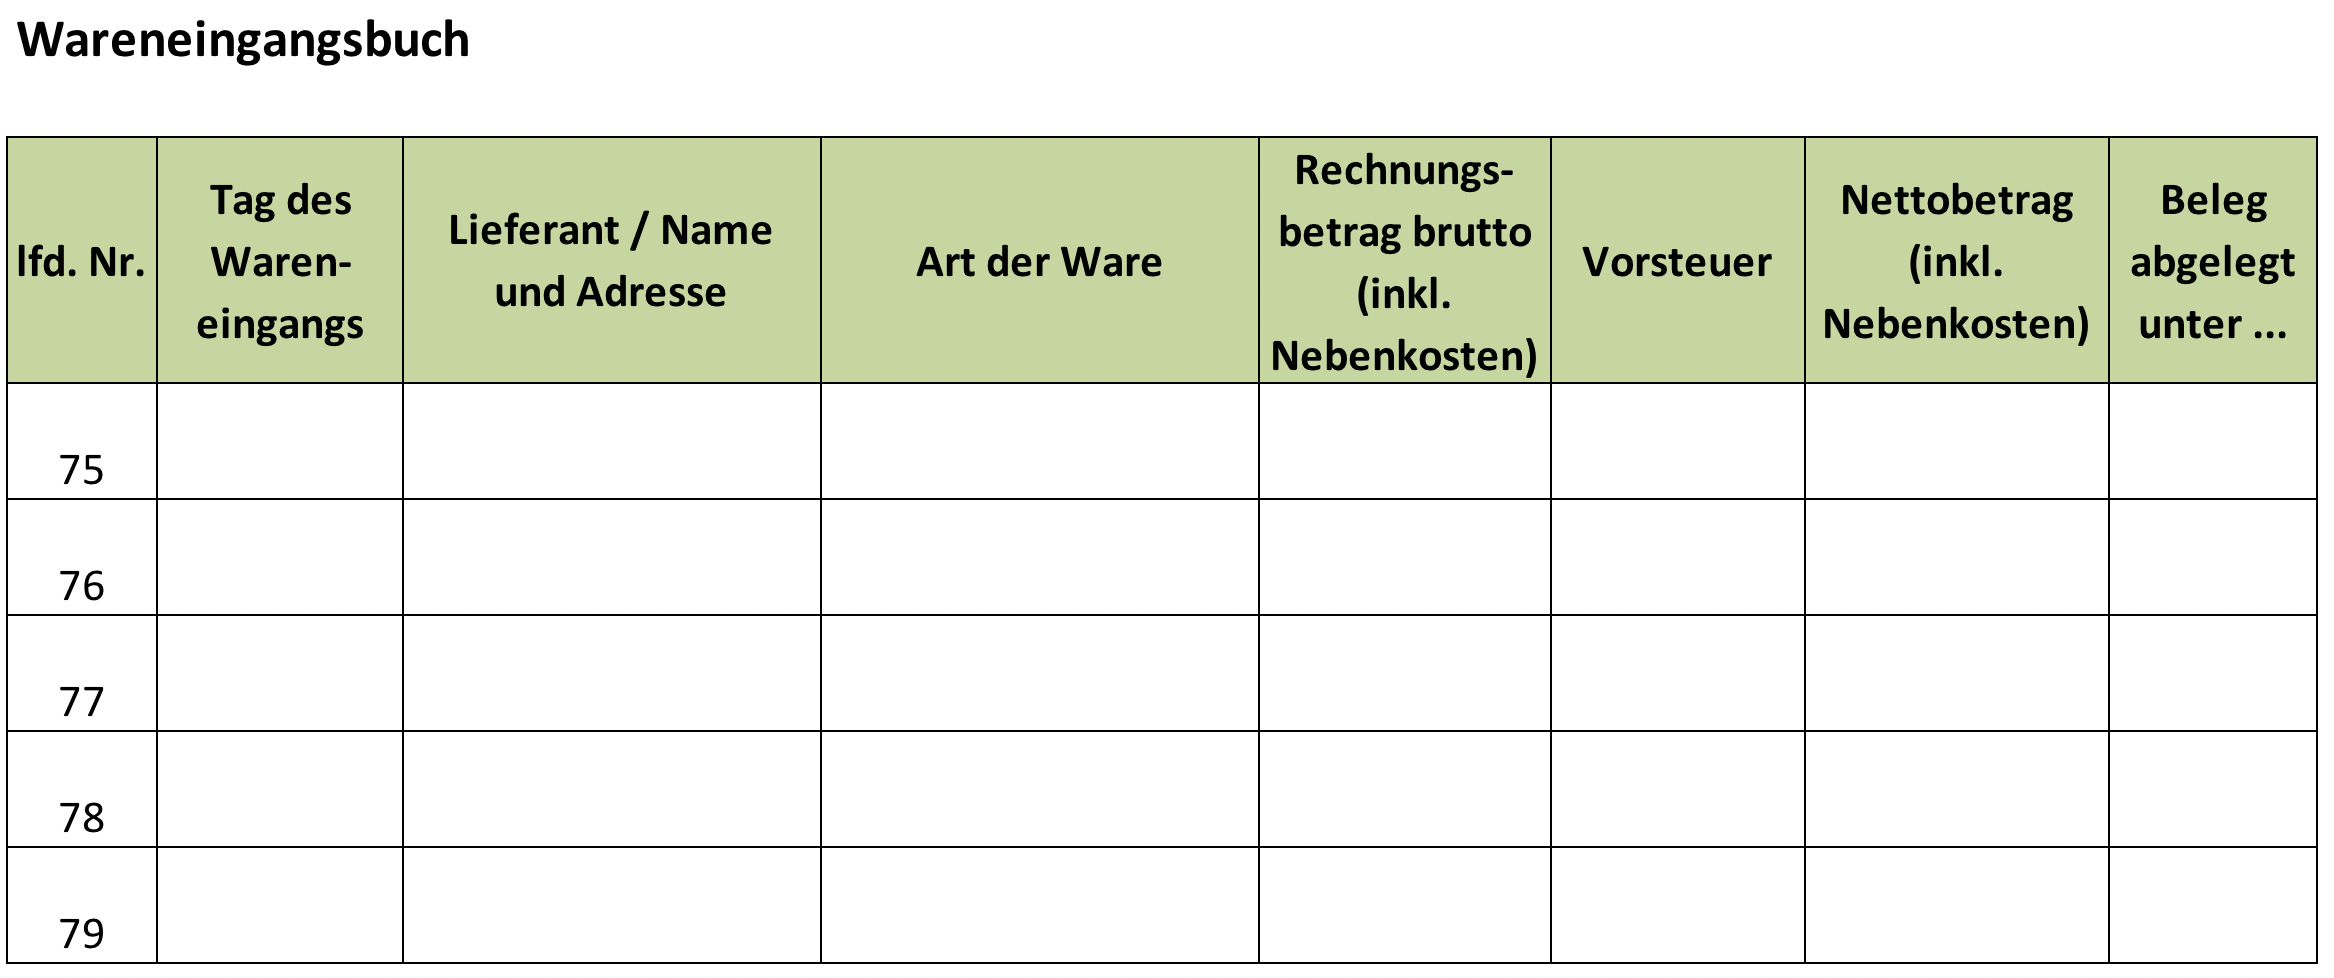 Wareneingangsbuch
lfd. Nr.
Tag des
Waren-
eingangs
Lieferant / Name
und Adresse
Art der Ware
Rechnungs-
betrag brutto
(inkl.
Nebenkosten)
Vorsteuer
Nettobetrag
(inkl.
Nebenkosten)
Beleg
abgelegt
unter ...
75
76
77
78
79